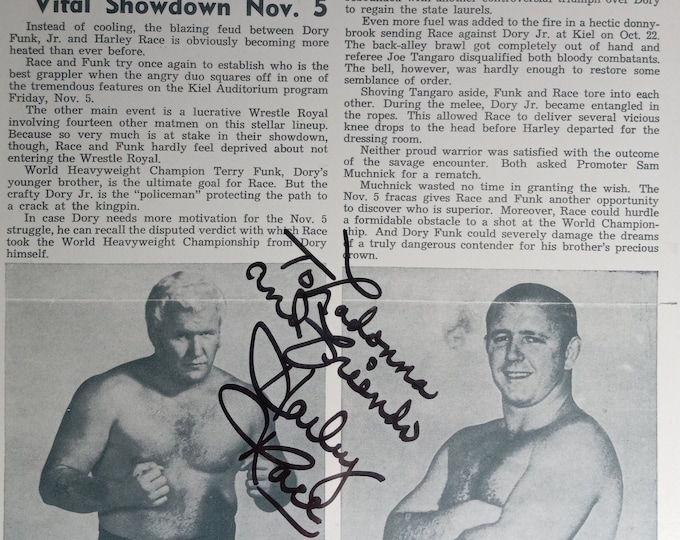 Vital Showdown Nov. 5
Instead of cooling, the blazing feud between Dory
Funk, Jr. and Harley Race is obviously becoming more
heated than ever before.
Race and Funk try once again to establish who is the
best grappler when the angry duo squares off in one of
the tremendous features on the Kiel Auditorium program
Friday, Nov. 5.
The other main event is a lucrative Wrestle Royal
involving fourteen other matmen on this stellar lineup.
Because so very much is at stake in their showdown,
though, Race and Funk hardly feel deprived about not
entering the Wrestle Royal.
World Heavyweight Champion Terry Funk, Dory's
younger brother, is the ultimate goal for Race. But the
crafty Dory Jr. is the "policeman" protecting the path to
a crack at the kingpin.
In case Dory needs more motivation for the Nov. 5
struggle, he can recall the disputed verdict with which Race
took the World Heavyweight Championship from Dory
himself.
another controversial triumph over Dory
to regain the state laurels.
Even more fuel was added to the fire in a hectic donny-
brook sending Race against Dory Jr. at Kiel on Oct. 22.
The back-alley brawl got completely out of hand and
referee Joe Tangaro disqualified both bloody combatants.
The bell, however, was hardly enough to restore some
semblance of order.
Shoving Tangaro aside, Funk and Race tore into each
other. During the melee, Dory Jr. became entangled in
the ropes. This allowed Race to deliver several vicious
knee drops to the head before Harley departed for the
dressing room.
Neither proud warrior was satisfied with the outcome
of the savage encounter. Both asked Promoter Sam
Muchnick for a rematch.
Muchnick wasted no time in granting the wish. The
Nov. 5 fracas gives Race and Funk another opportunity
to discover who is superior. Moreover, Race could hurdle
a formidable obstacle to a shot at the World Champion-
ship. And Dory Funk could severely damage the dreams
of a truly dangerous contender for his brother's precious
crown.
To Ladonna
and Friends
Harley
Race